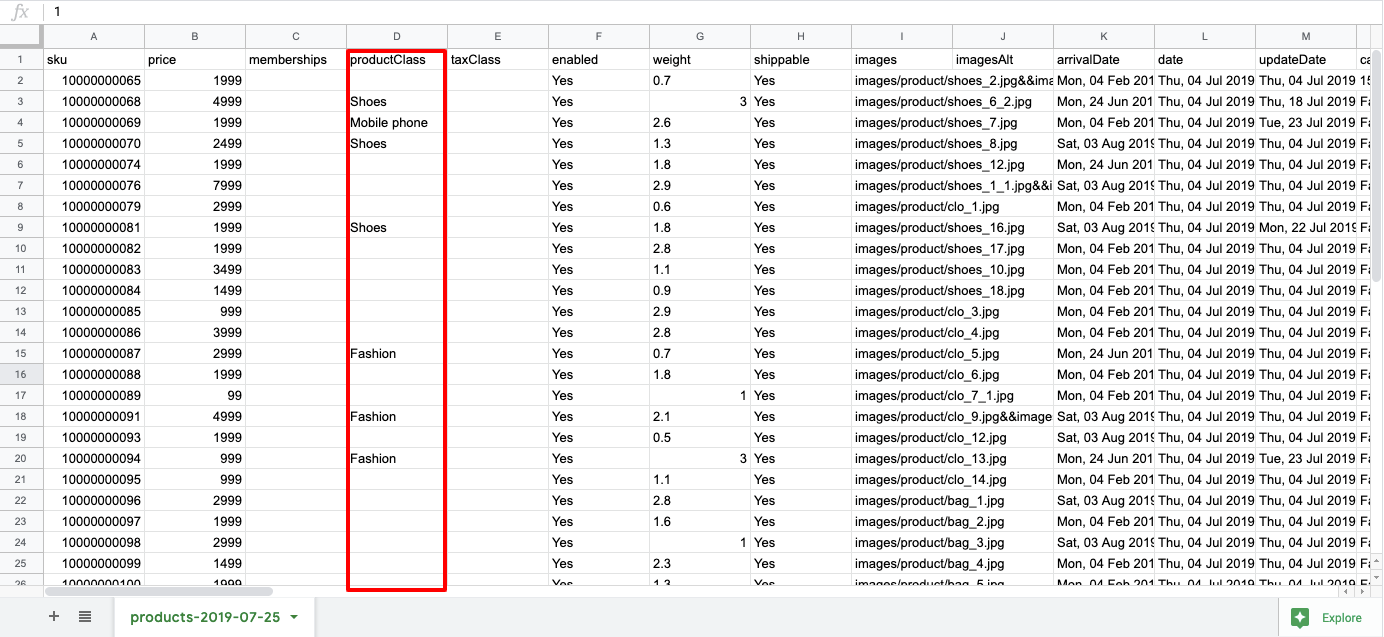 fx 1
A B C D E F G H I J K L M
1 sku price memberships productClass taxClass enabled weight shippable images imagesAlt arrivalDate date updateDate ca
2 10000000065 1999 Yes 0.7 Yes images/product/shoes_2.jpg&&ima Mon, 04 Feb 201 Thu, 04 Jul 2019 Thu, 04 Jul 2019 15
3 10000000068 4999 Shoes Yes 3 Yes images/product/shoes_6_2.jpg Mon, 24 Jun 201 Thu, 04 Jul 2019 Thu, 18 Jul 2019 Fa
4 10000000069 1999 Mobile phone Yes 2.6 Yes images/product/shoes_7.jpg Mon, 04 Feb 201 Thu, 04 Jul 2019 Tue, 23 Jul 2019 Fa
5 10000000070 2499 Shoes Yes 1.3 Yes images/product/shoes_8.jpg Sat, 03 Aug 2019 Thu, 04 Jul 2019 Thu, 04 Jul 2019 Fa
6 10000000074 1999 Yes 1.8 Yes images/product/shoes_12.jpg Mon, 24 Jun 201 Thu, 04 Jul 2019 Thu, 04 Jul 2019 Fa
7 10000000076 7999 Yes 2.9 Yes images/product/shoes_1_1.jpg&&i Sat, 03 Aug 2019 Thu, 04 Jul 2019 Thu, 04 Jul 2019 Fa
8 10000000079 2999 Yes 0.6 Yes images/product/clo_1.jpg Mon, 04 Feb 201 Thu, 04 Jul 2019 Thu, 04 Jul 2019 Fa
9 10000000081 1999 Shoes Yes 1.8 Yes images/product/shoes_16.jpg Sat, 03 Aug 2019 Thu, 04 Jul 2019 Mon, 22 Jul 2019 Fa
10 10000000082 1999 Yes 2.8 Yes images/product/shoes_17.jpg Mon, 04 Feb 201 Thu, 04 Jul 2019 Thu, 04 Jul 2019 Fa
11 10000000083 3499 Yes 1.1 Yes images/product/shoes_10.jpg Mon, 04 Feb 201 Thu, 04 Jul 2019 Thu, 04 Jul 2019 Fa
12 10000000084 1499 Yes 0.9 Yes images/product/shoes_18.jpg Mon, 04 Feb 201 Thu, 04 Jul 2019 Thu, 04 Jul 2019 Fa
13 10000000085 999 Yes 2.9 Yes images/product/clo_3.jpg Mon, 04 Feb 201 Thu, 04 Jul 2019 Thu, 04 Jul 2019 Fa
14 10000000086 3999 Yes 2.8 Yes images/product/clo_4.jpg Mon, 04 Feb 201 Thu, 04 Jul 2019 Thu, 04 Jul 2019 Fa
15 10000000087 2999 Fashion Yes 0.7 Yes images/product/clo_5.jpg Mon, 24 Jun 201 Thu, 04 Jul 2019 Thu, 04 Jul 2019 Fa
16 10000000088 1999 Yes 1.8 Yes images/product/clo_6.jpg Mon, 04 Feb 201 Thu, 04 Jul 2019 Thu, 04 Jul 2019 Fa
17 10000000089 99 Yes 1 Yes images/product/clo_7_1.jpg Mon, 04 Feb 201 Thu, 04 Jul 2019 Thu, 04 Jul 2019 Fa
18 10000000091 4999 Fashion Yes 2.1 Yes images/product/clo_9.jpg&&image Sat, 03 Aug 2019 Thu, 04 Jul 2019 Thu, 04 Jul 2019 Fa
19 10000000093 1999 Yes 0.5 Yes images/product/clo_12.jpg Sat, 03 Aug 2019 Thu, 04 Jul 2019 Thu, 04 Jul 2019 Fa
20 10000000094 999 Fashion Yes 3 Yes images/product/clo_13.jpg Mon, 24 Jun 201 Thu, 04 Jul 2019 Tue, 23 Jul 2019 Fa
21 10000000095 999 Yes 1.1 Yes images/product/clo_14.jpg Mon, 04 Feb 201 Thu, 04 Jul 2019 Thu, 04 Jul 2019 Fa
22 10000000096 2999 Yes 2.8 Yes images/product/bag_1.jpg Sat, 03 Aug 2019 Thu, 04 Jul 2019 Thu, 04 Jul 2019 Fa
23 10000000097 1999 Yes 1.6 Yes images/product/bag_2.jpg Mon, 04 Feb 201 Thu, 04 Jul 2019 Thu, 04 Jul 2019 Fa
24 10000000098 2999 Yes 1 Yes images/product/bag_3.jpg Sat, 03 Aug 2019 Thu, 04 Jul 2019 Thu, 04 Jul 2019 Fa
25 10000000099 1499 Yes 2.3 Yes images/product/bag_4.jpg Mon, 04 Feb 201 Thu, 04 Jul 2019 Thu, 04 Jul 2019 Fa
26 10000000100 1999 Yes 1.3 Yes images/product/bag_5.jpg Mon, 04 Feb 201 Thu, 04 Jul 2019 Thu, 04 Jul 2019 Fa
products-2019-07-25 Explore